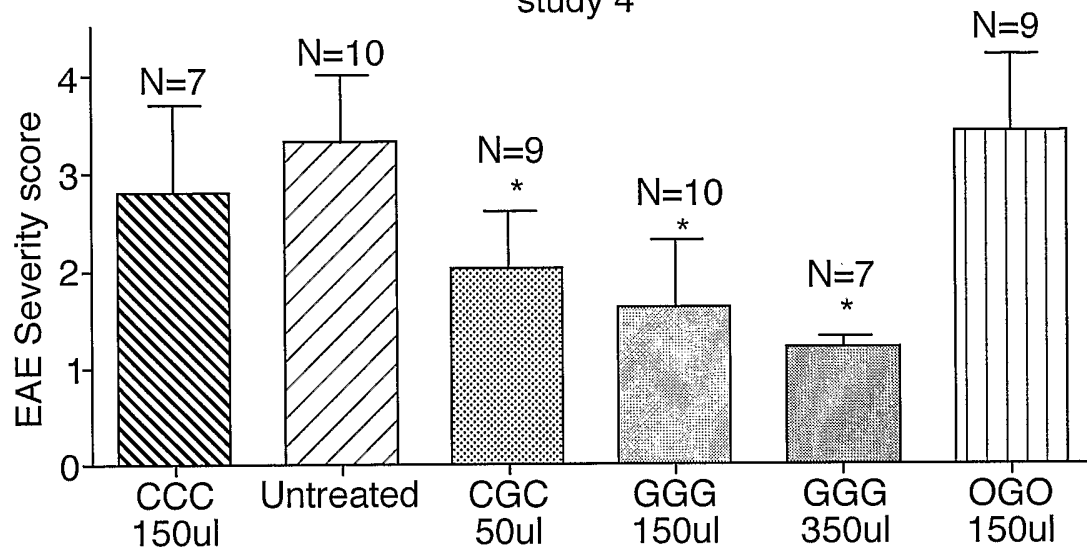 study 4
N=9
N=10
N=7
N=9
*
N=10
*
N=7
*
EAE Severity score
4
3
2
1
0
CCC Untreated CGC GGG GGG OGO
150ul 50ul 150ul 350ul 150ul